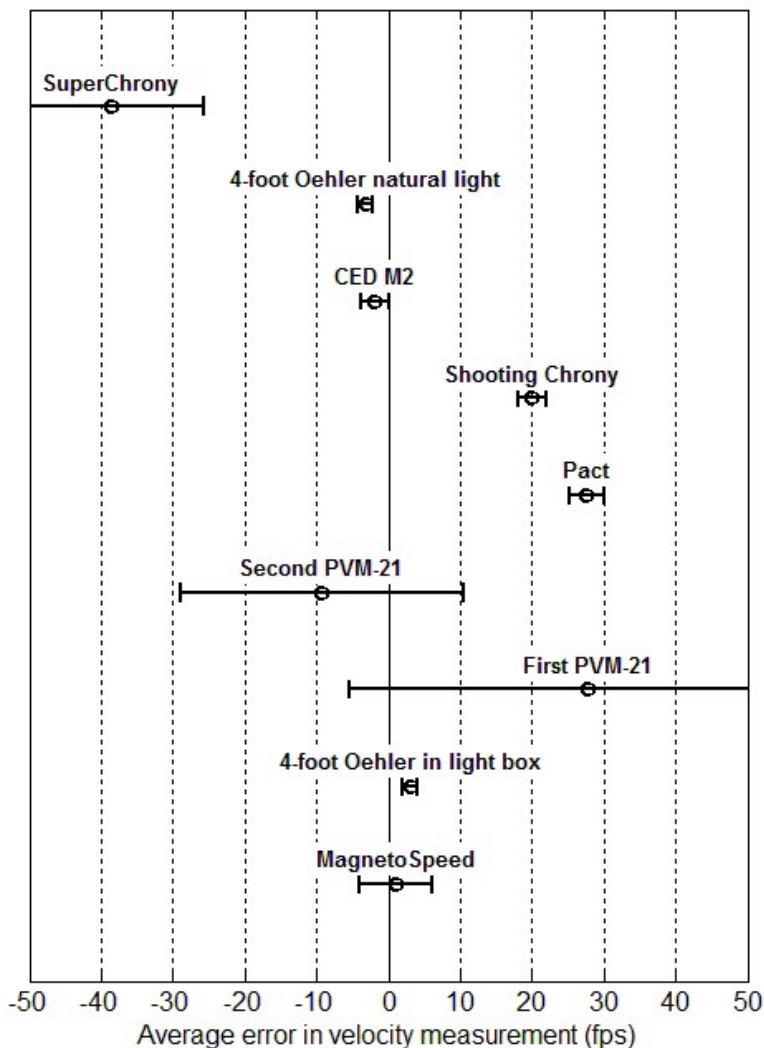 SuperChrony
4-foot Oehler natural light
CED M2
Shooting Chrony
Pact
Second PVM-21
First PVM-21
4-foot Oehler in light box
MagnetoSpeed
-50 -40 -30 -20 -10 0 10 20 30 40 50
Average error in velocity measurement (fps)